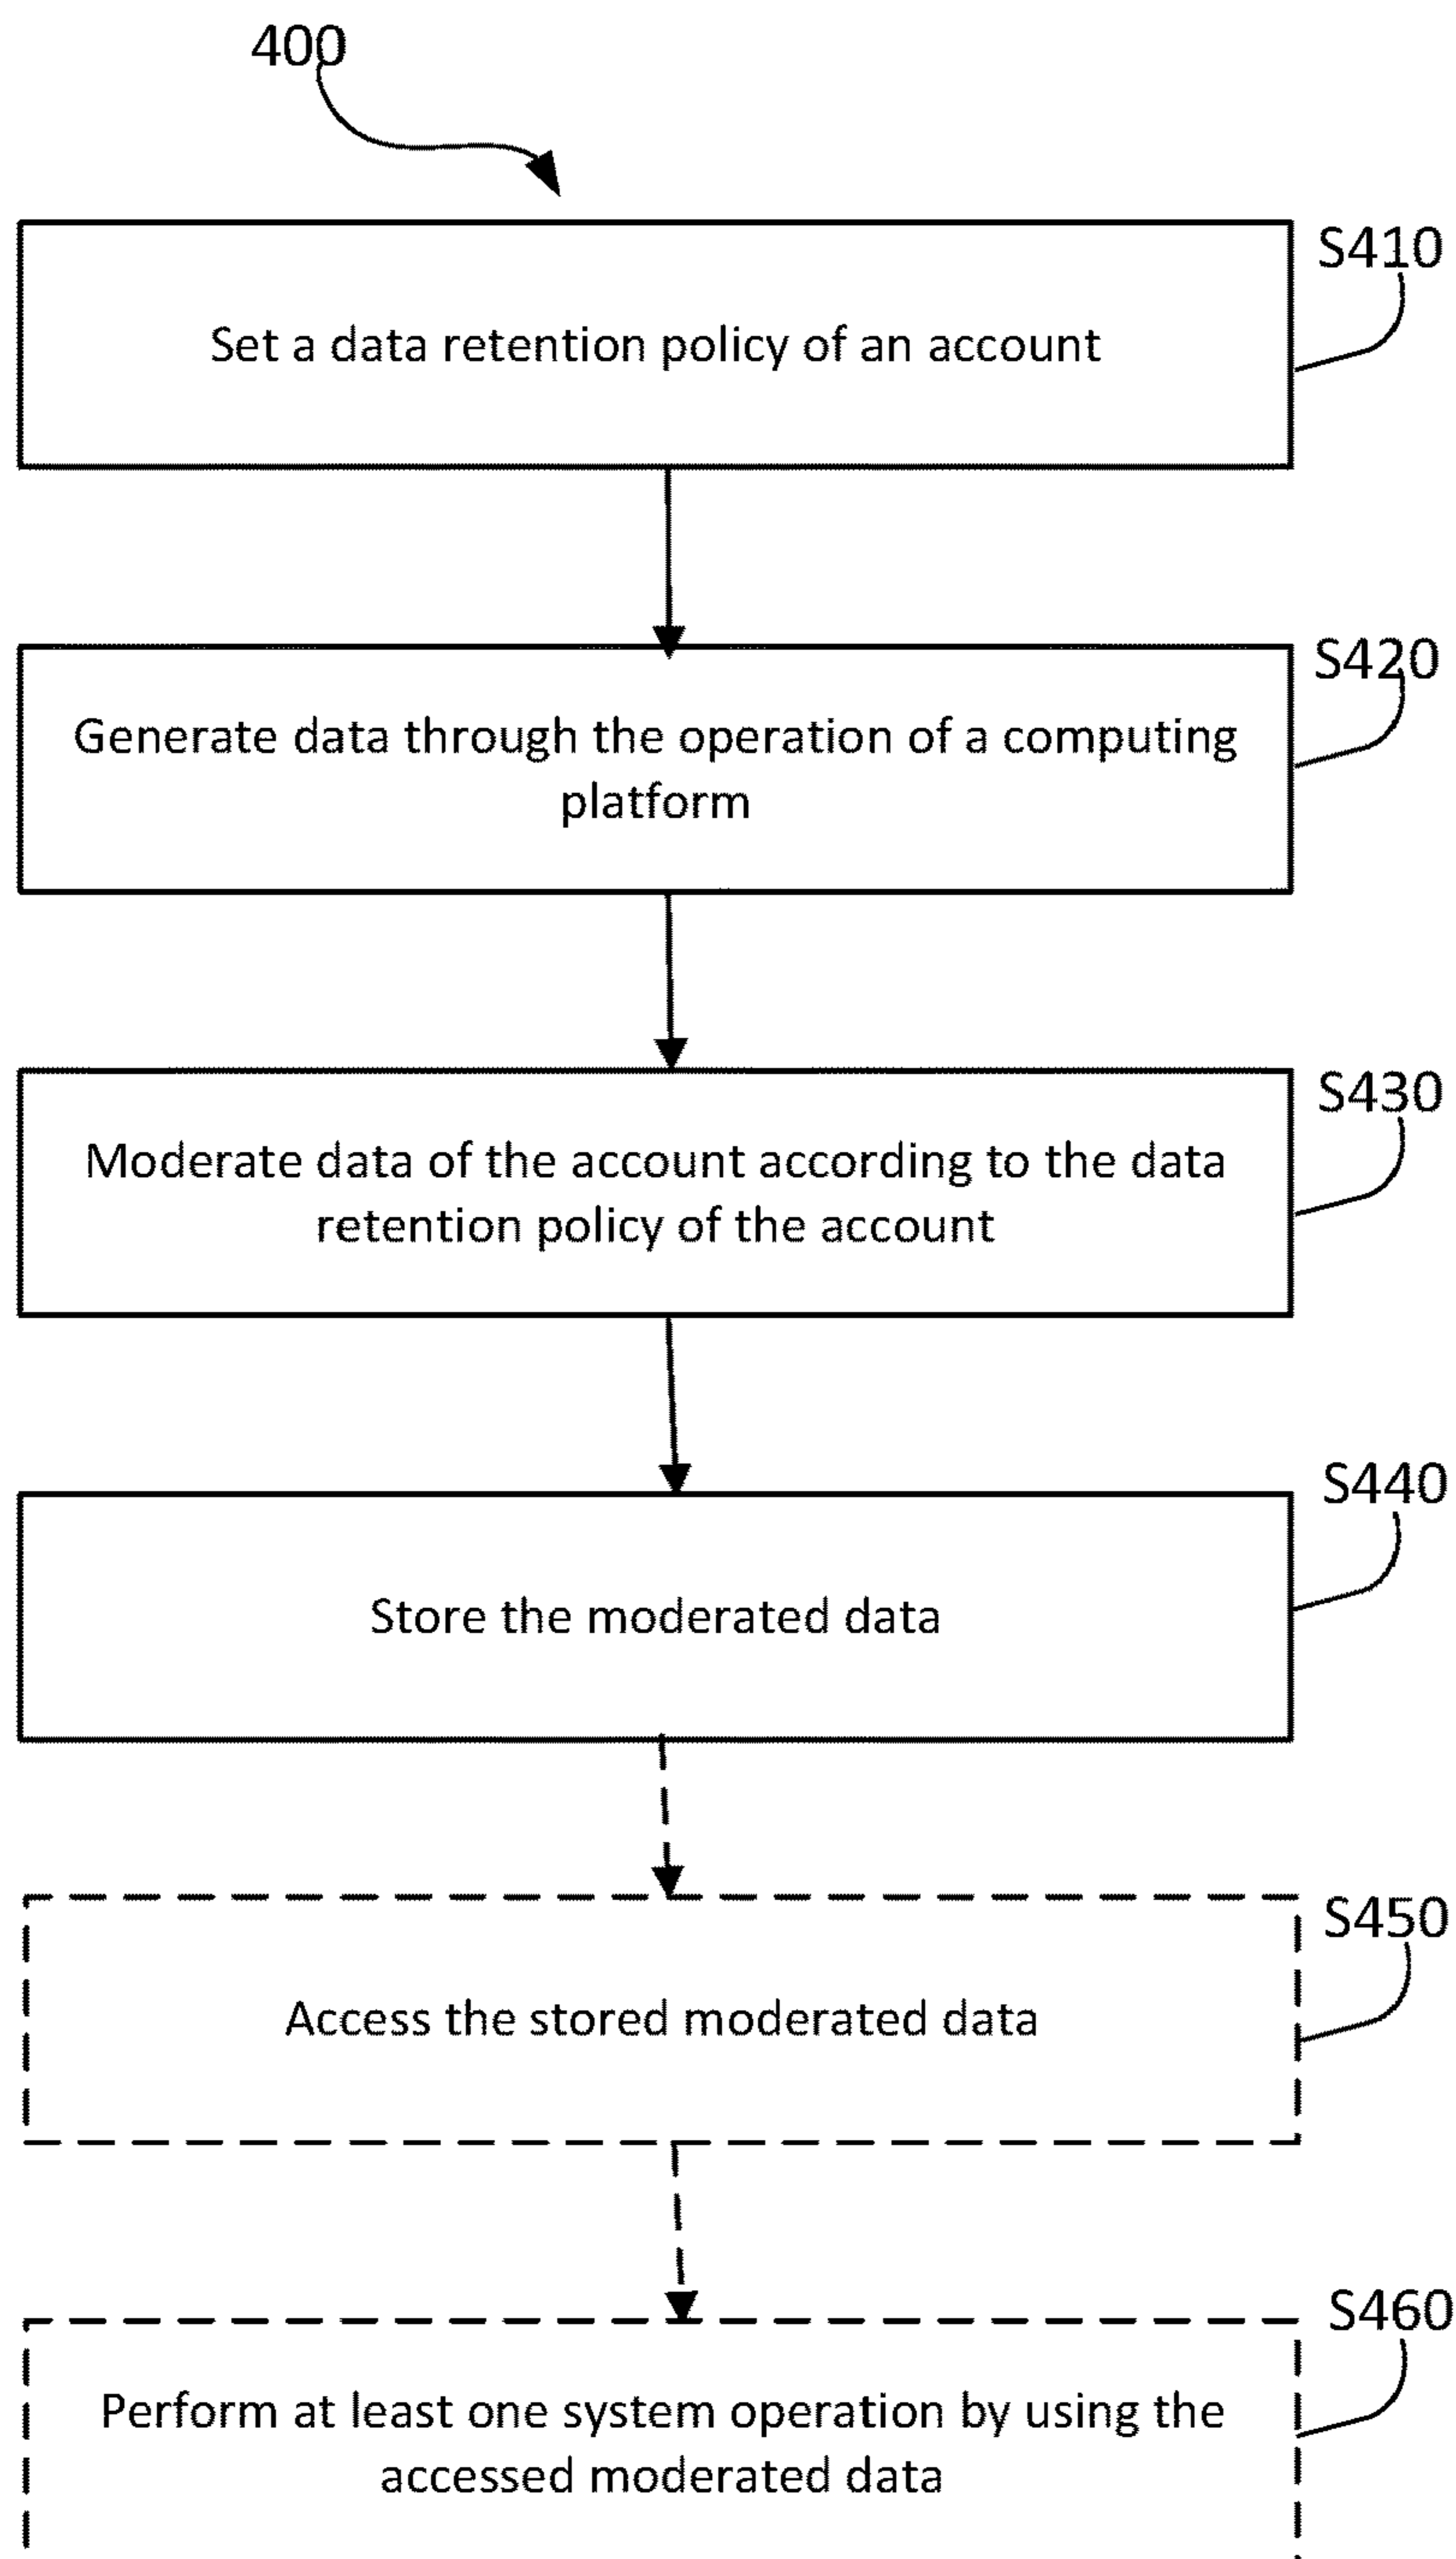 400
S410
Set a data retention policy of an account
S420
Generate data through the operation of a computing
platform
S430
Moderate data of the account according to the data
retention policy of the account
S440
Store the moderated data
S450
Access the stored moderated data
S460
Perform at least one system operation by using the
accessed moderated data